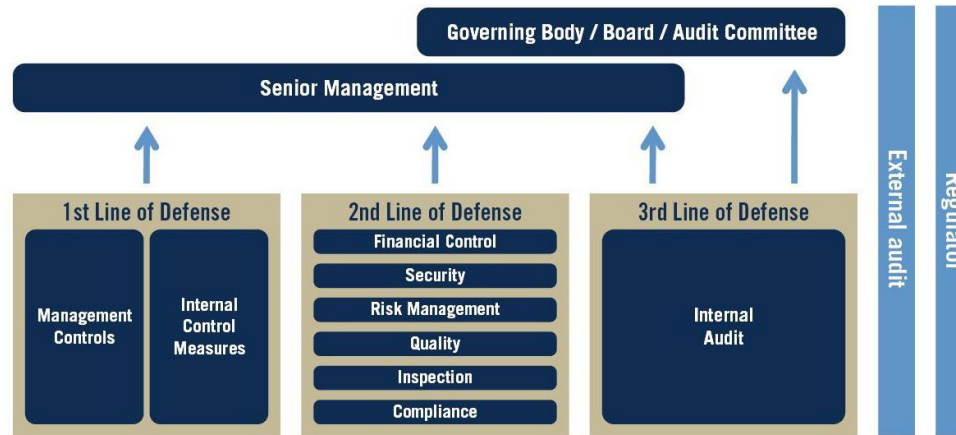 Governing Body / Board / Audit Committee
Senior Management
1st Line of Defense
Management
Controls
Internal
Control
Measures
2nd Line of Defense
Financial Control
Security
Risk Management
Quality
Inspection
Compliance
3rd Line of Defense
Internal
Audit
External audit
Regulator